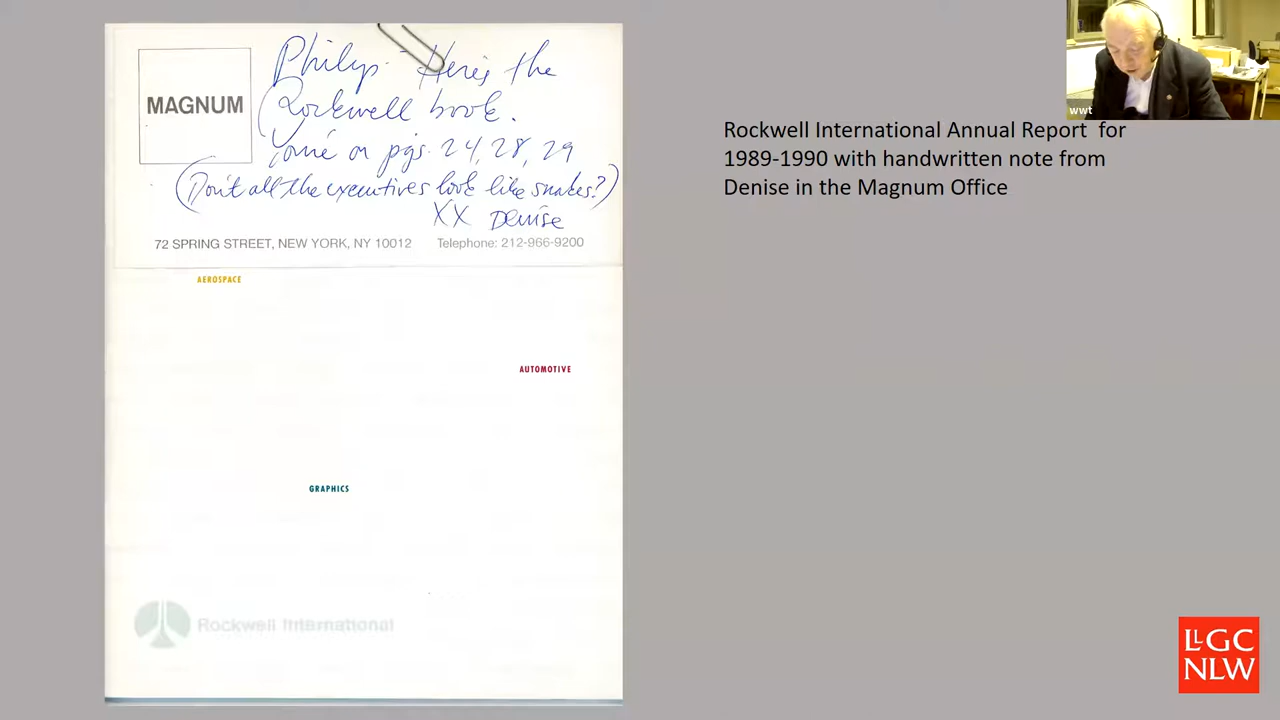 MAGNUM
Philip - Here's the
Rockwell book.
You're on pgs. 24, 28, 29
(Don't all the executives look like snakes?)
XX Denise
72 SPRING STREET, NEW YORK, NY 10012 Telephone: 212-966-9200
AEROSPACE
AUTOMOTIVE
GRAPHICS
Rockwell International
wwt
Rockwell International Annual Report for
1989-1990 with handwritten note from
Denise in the Magnum Office
LLGC
NLW